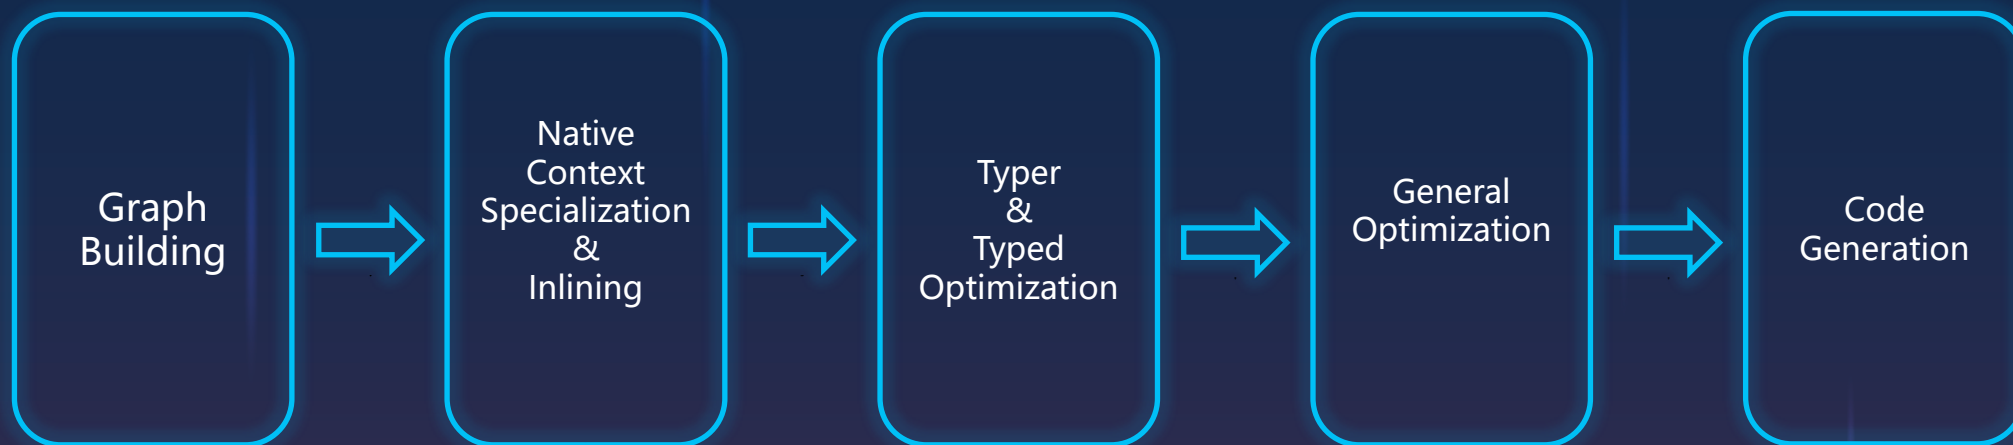 Graph
Building
Native
Context
Specialization
&
Inlining
Typer
&
Typed
Optimization
General
Optimization
Code
Generation